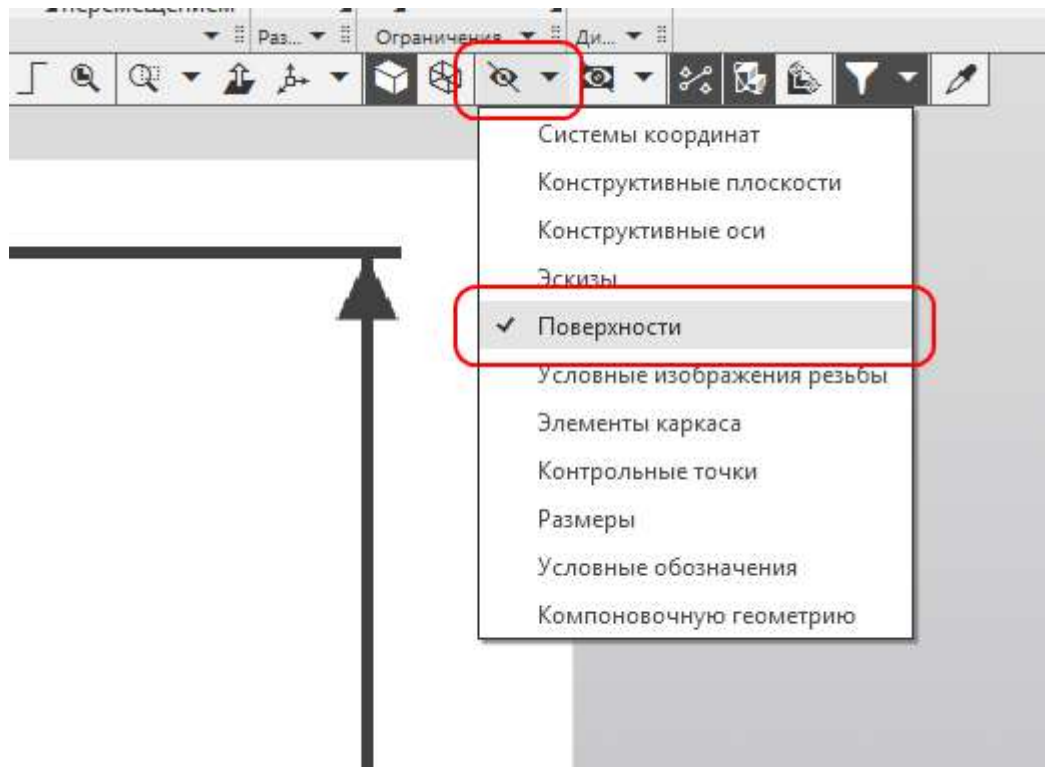 перемещением
Раз... Ограничения Ди...
Системы координат
Конструктивные плоскости
Конструктивные оси
Эскизы
Поверхности
Условные изображения резьбы
Элементы каркаса
Контрольные точки
Размеры
Условные обозначения
Компоновочную геометрию